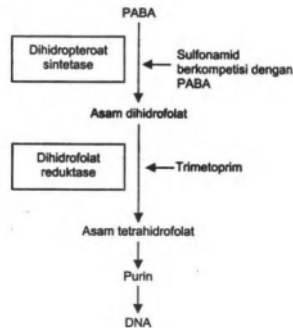 PABA
Dihidropteroat
sintetase
Sulfonamid
berkompetisi dengan
PABA
Asam dihidrofolat
Dihidrofolat
reduktase
Trimetoprim
Asam tetrahidrofolat
Purin
DNA